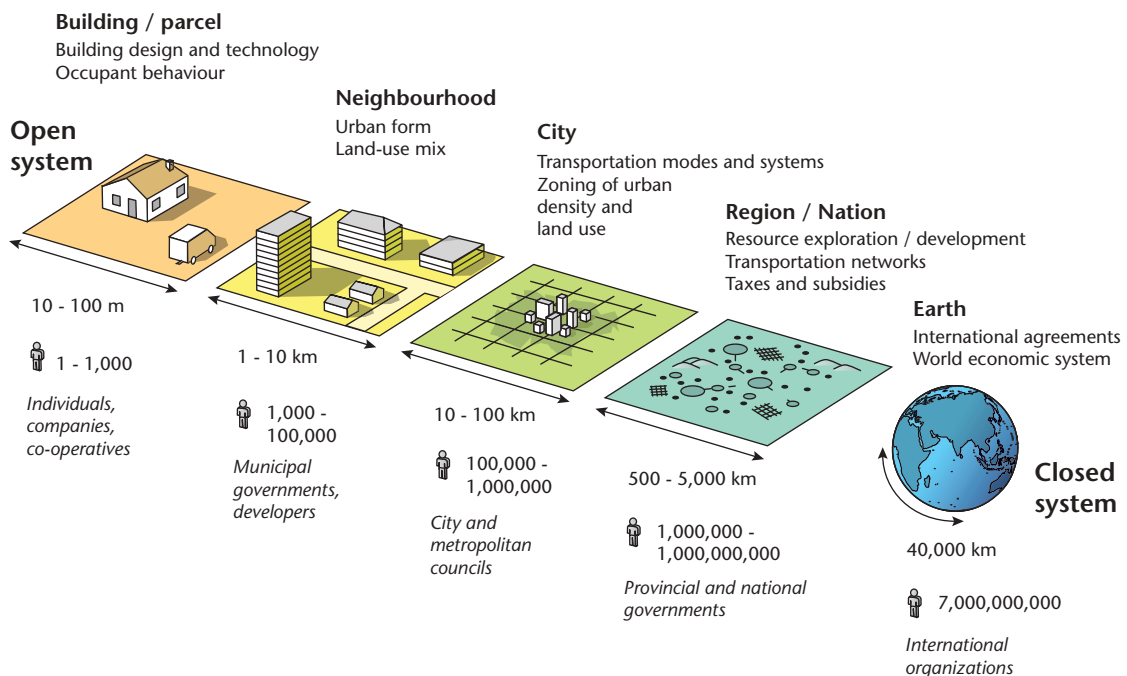 Building / parcel
Building design and technology
Occupant behaviour
Open
system
10 - 100 m
1 - 1,000
Individuals,
companies,
co-operatives
Neighbourhood
Urban form
Land-use mix
1 - 10 km
1,000 -
100,000
Municipal
governments,
developers
City
Transportation modes and systems
Zoning of urban
density and
land use
10 - 100 km
100,000 -
1,000,000
City and
metropolitan
councils
Region / Nation
Resource exploration / development
Transportation networks
Taxes and subsidies
500 - 5,000 km
1,000,000 -
1,000,000,000
Provincial and national
governments
Earth
International agreements
World economic system
Closed
system
40,000 km
7,000,000,000
International
organizations